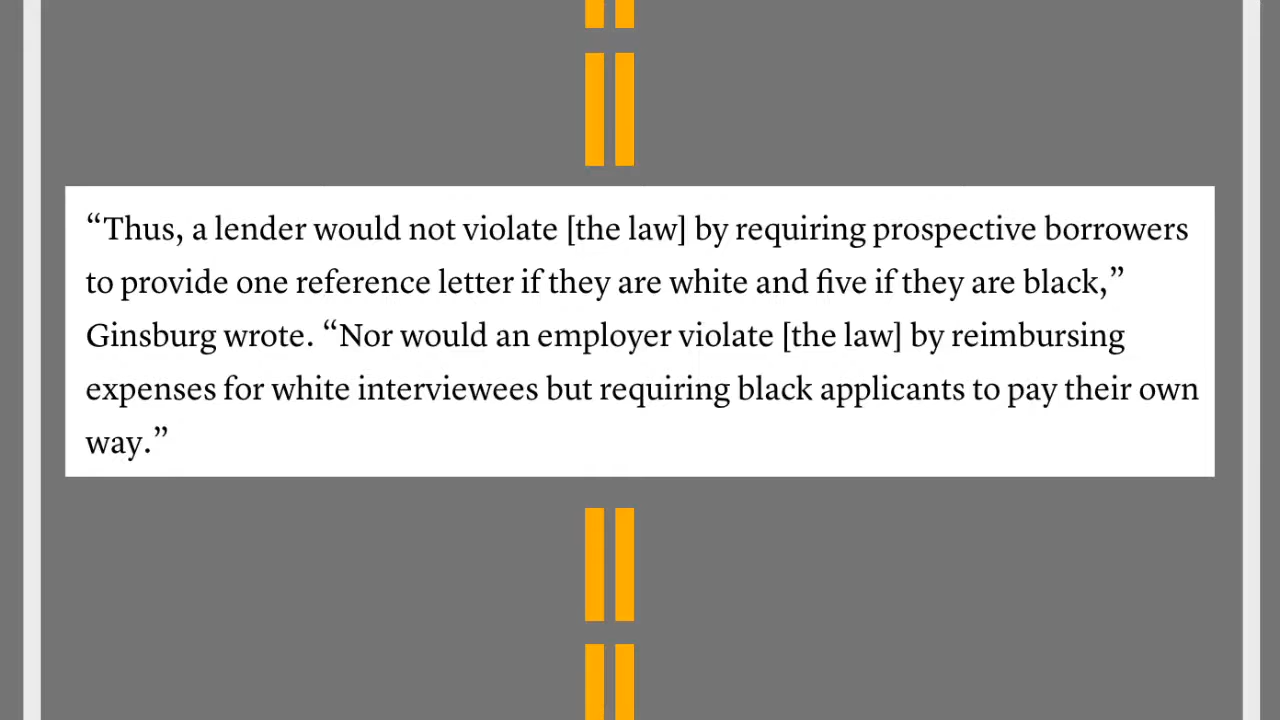 “Thus, a lender would not violate [the law] by requiring prospective borrowers
to provide one reference letter if they are white and five if they are black,”
Ginsburg wrote. “Nor would an employer violate [the law] by reimbursing
expenses for white interviewees but requiring black applicants to pay their own
way.”